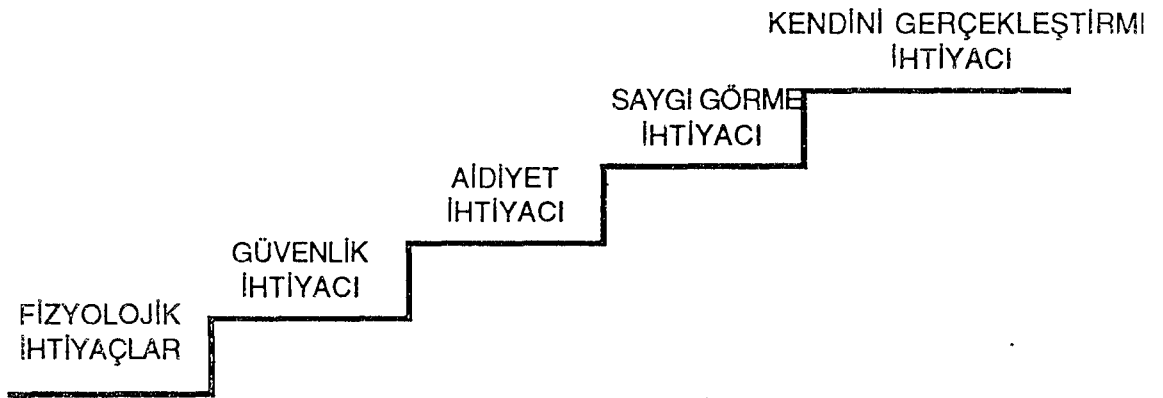 KENDİNİ GERÇEKLEŞTİRMI
İHTİYACI
SAYGI GÖRME
İHTİYACI
AİDİYET
İHTİYACI
GÜVENLİK
İHTİYACI
FİZYOLOJİK
İHTİYAÇLAR